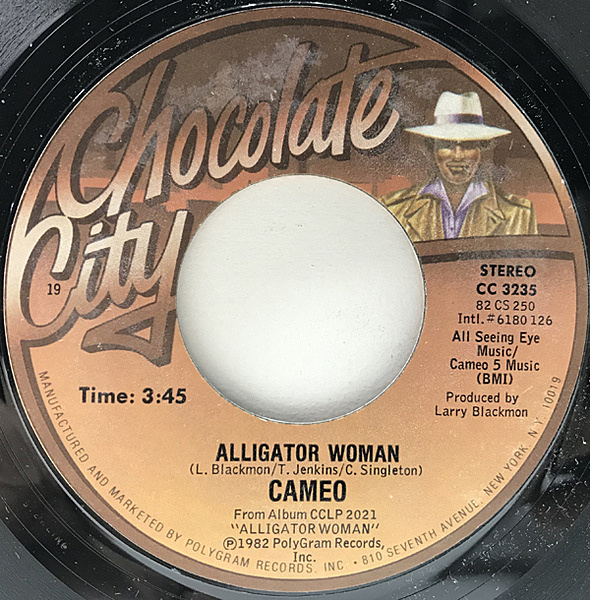 Chocolate
City
19
STEREO
CC 3235
82 CS 250
Intl.#6180 126
All Seeing Eye
Music/
Cameo 5 Music
(BMI)
Produced by
Larry Blackmon
Time: 3:45
ALLIGATOR WOMAN
(L. Blackmon/T. Jenkins/C. Singleton)
CAMEO
From Album CCLP 2021
"ALLIGATOR WOMAN"
Ⓟ1982 PolyGram Records,
Inc.
MANUFACTURED AND MARKETED BY POLYGRAM RECORDS, INC • 810 SEVENTH AVENUE, NEW YORK, N.Y. 10019